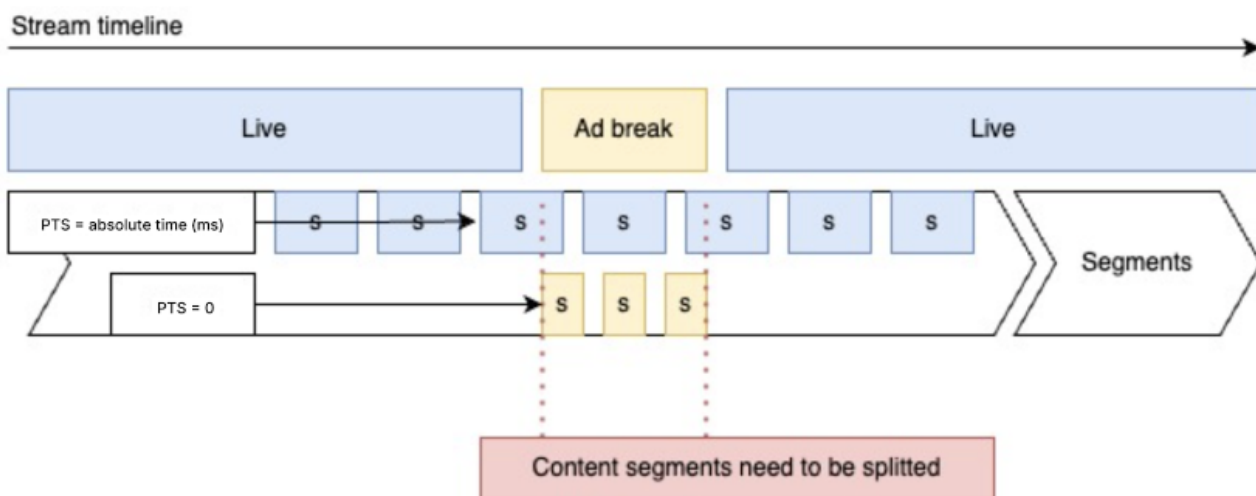 Stream timeline
Live
Ad break
Live
PTS = absolute time (ms)
s
s
s
s
s
s
s
Segments
PTS = 0
s
s
s
Content segments need to be splitted